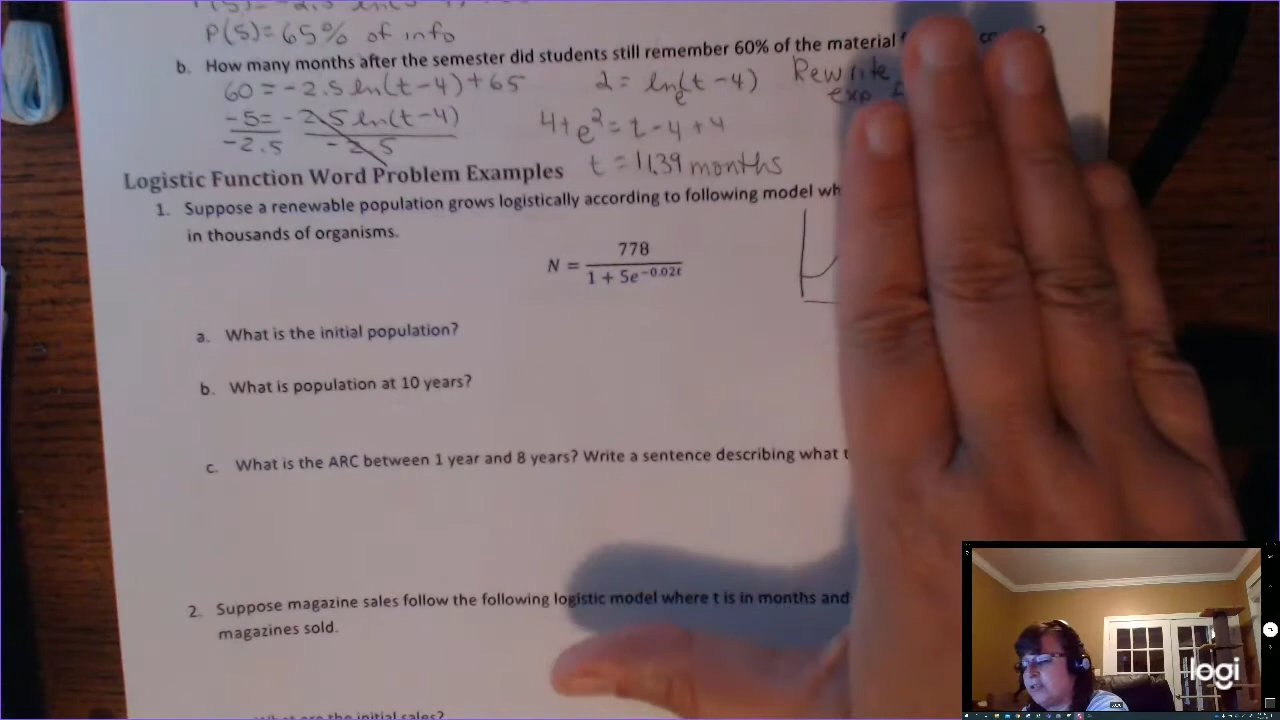 P(5)=65% of info
b. How many months after the semester did students still remember 60% of the material
60=-2.5 ln(t-4)+65
2=ln(t-4)
e
Rewrite
exp
-5=-2.5 ln(t-4)
-2.5 -2.5
4+e²=t-4+4
t=11.39 months
Logistic Function Word Problem Examples
1. Suppose a renewable population grows logistically according to following model
in thousands of organisms.
N = 778
1 + 5e^-0.02t
a. What is the initial population?
b. What is population at 10 years?
c. What is the ARC between 1 year and 8 years? Write a sentence describing what
2. Suppose magazine sales follow the following logistic model where t is in months and
magazines sold.
the initial sales?
logi